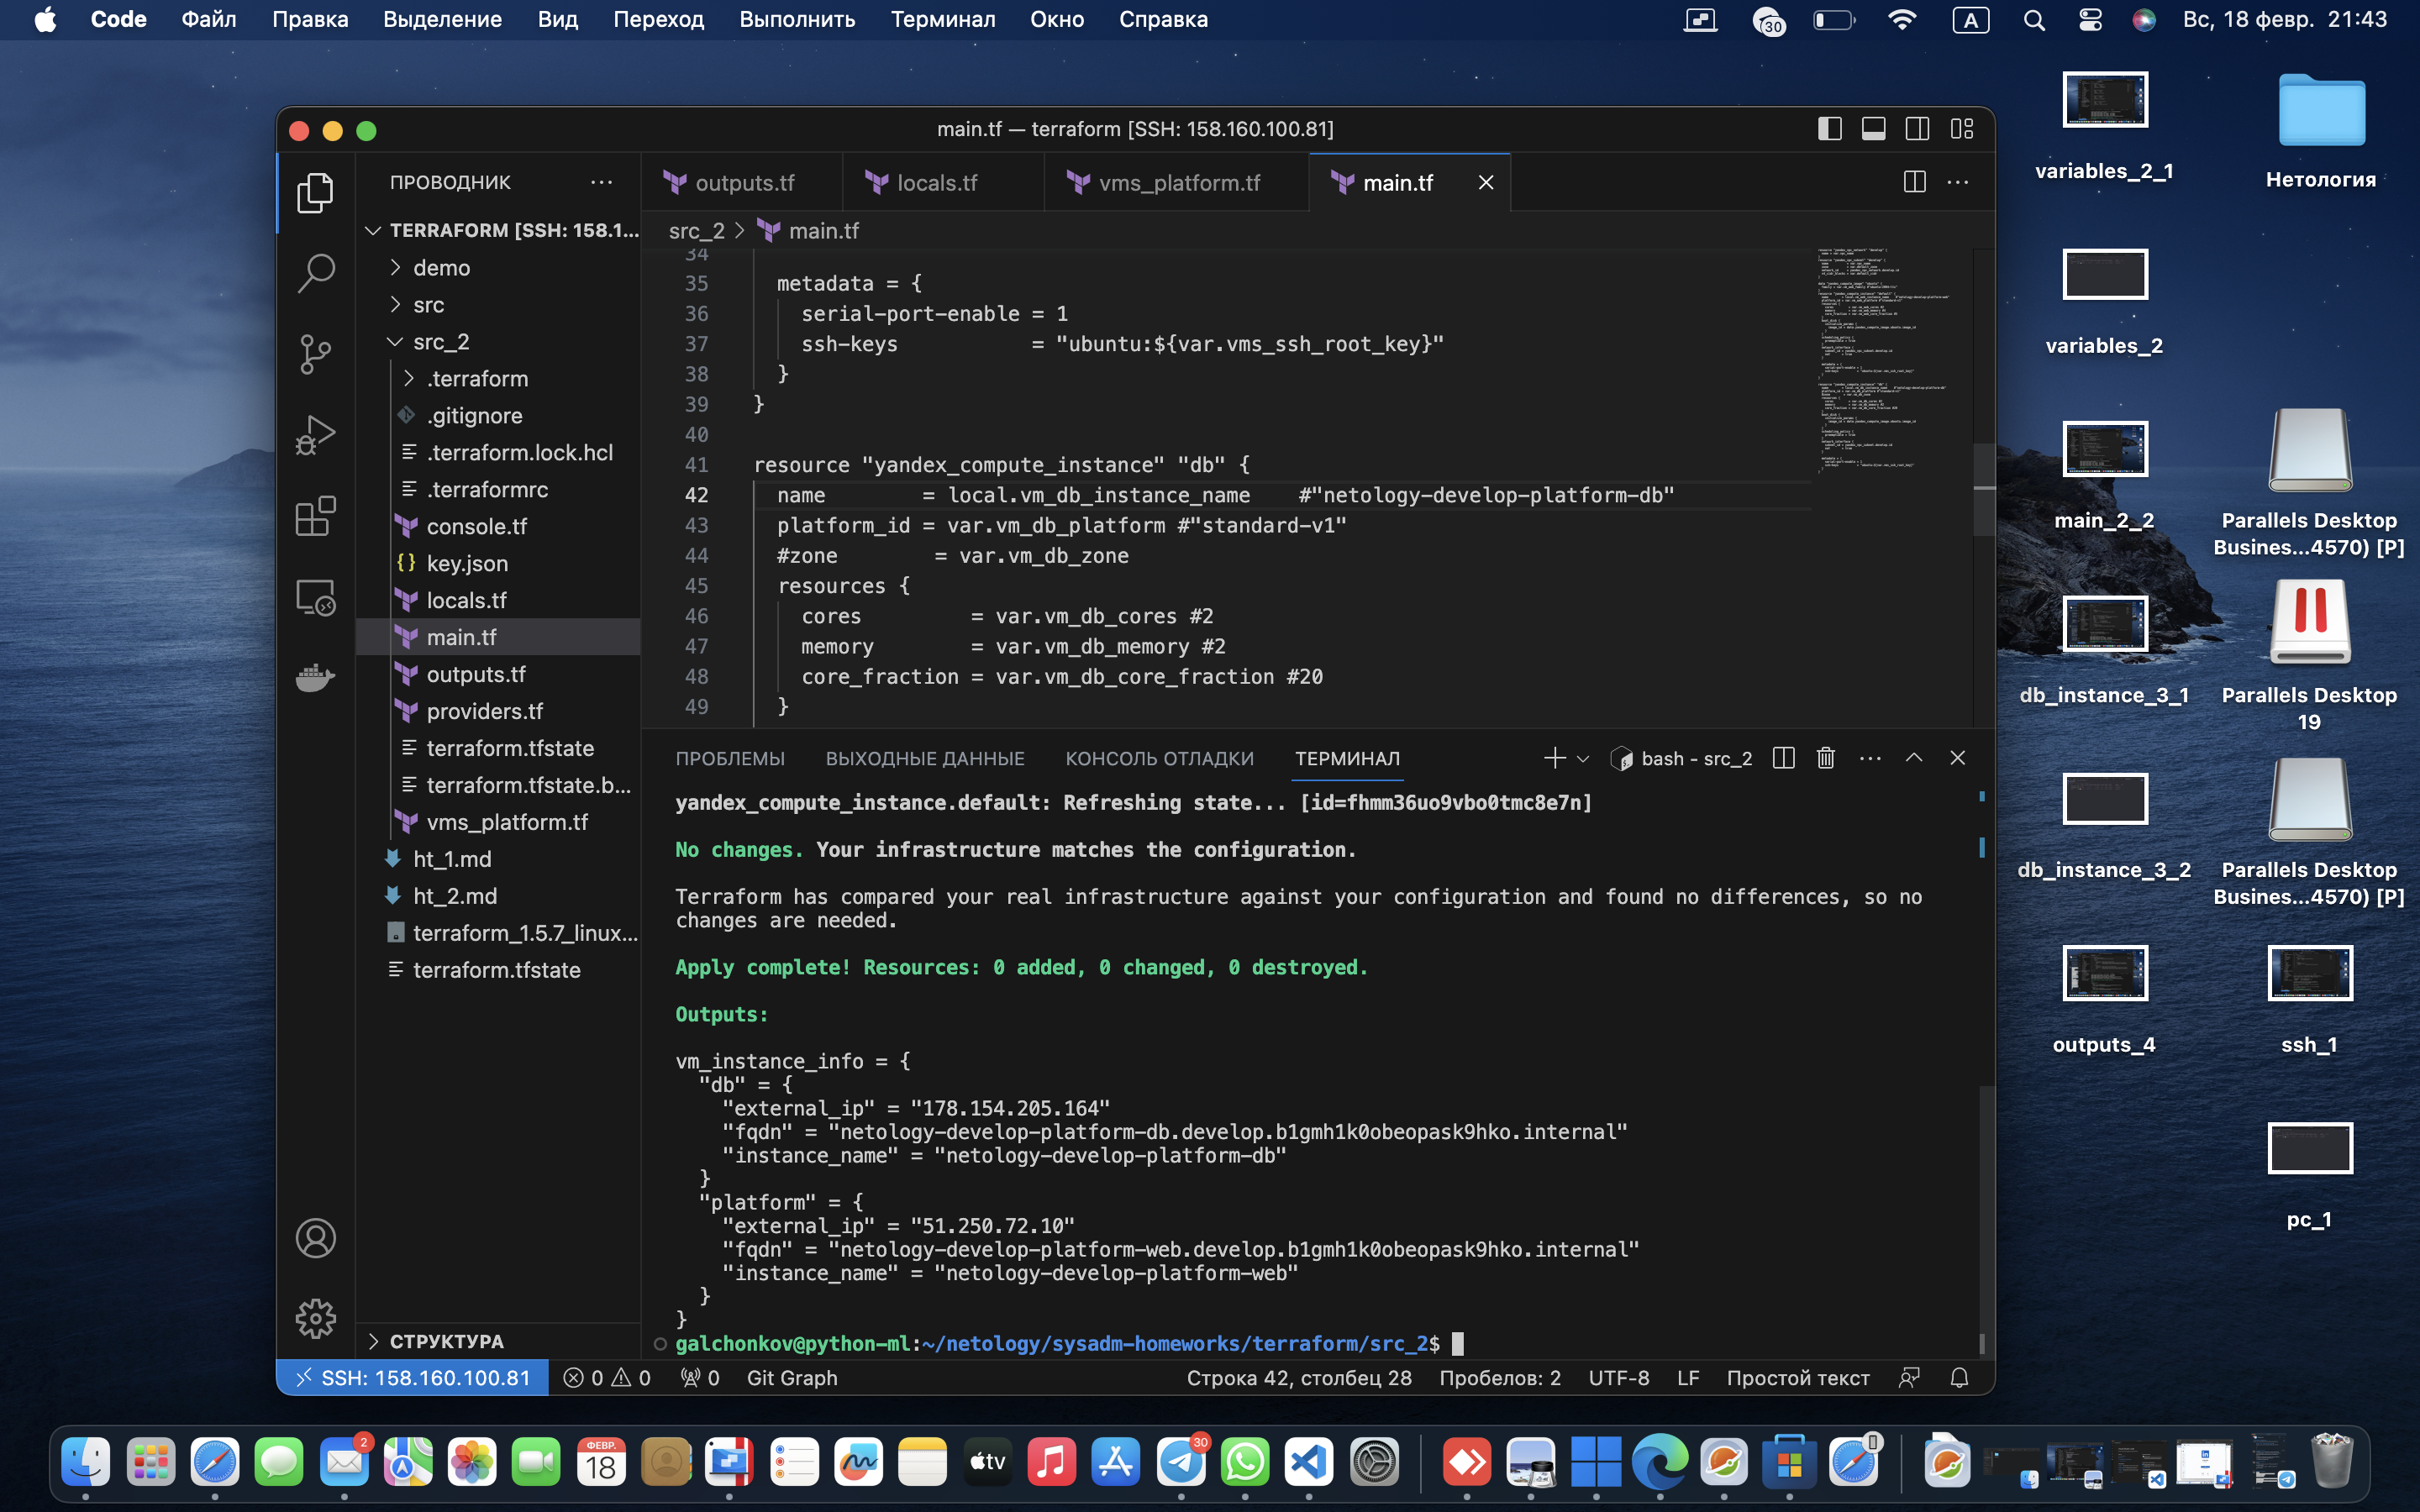 Code Файл Правка Выделение Вид Переход Выполнить Терминал Окно Справка 30 A Вс, 18 февр. 21:43
main.tf — terraform [SSH: 158.160.100.81]
ПРОВОДНИК ...
outputs.tf locals.tf vms_platform.tf main.tf
TERRAFORM [SSH: 158.1...
demo
src
src_2
.terraform
.gitignore
.terraform.lock.hcl
.terraformrc
console.tf
key.json
locals.tf
main.tf
outputs.tf
providers.tf
terraform.tfstate
terraform.tfstate.b...
vms_platform.tf
ht_1.md
ht_2.md
terraform_1.5.7_linux...
terraform.tfstate
СТРУКТУРА
src_2 > main.tf
34
35 metadata = {
36 serial-port-enable = 1
37 ssh-keys = "ubuntu:${var.vms_ssh_root_key}"
38 }
39 }
40
41 resource "yandex_compute_instance" "db" {
42 name = local.vm_db_instance_name #"netology-develop-platform-db"
43 platform_id = var.vm_db_platform #"standard-v1"
44 #zone = var.vm_db_zone
45 resources {
46 cores = var.vm_db_cores #2
47 memory = var.vm_db_memory #2
48 core_fraction = var.vm_db_core_fraction #20
49 }
ПРОБЛЕМЫ ВЫХОДНЫЕ ДАННЫЕ КОНСОЛЬ ОТЛАДКИ ТЕРМИНАЛ bash - src_2
yandex_compute_instance.default: Refreshing state... [id=fhmm36uo9vbo0tmc8e7n]
No changes. Your infrastructure matches the configuration.
Terraform has compared your real infrastructure against your configuration and found no differences, so no
changes are needed.
Apply complete! Resources: 0 added, 0 changed, 0 destroyed.
Outputs:
vm_instance_info = {
"db" = {
"external_ip" = "178.154.205.164"
"fqdn" = "netology-develop-platform-db.develop.b1gmh1k0obeopask9hko.internal"
"instance_name" = "netology-develop-platform-db"
}
"platform" = {
"external_ip" = "51.250.72.10"
"fqdn" = "netology-develop-platform-web.develop.b1gmh1k0obeopask9hko.internal"
"instance_name" = "netology-develop-platform-web"
}
}
galchonkov@python-ml:~/netology/sysadm-homeworks/terraform/src_2$
SSH: 158.160.100.81 0 0 0 Git Graph Строка 42, столбец 28 Пробелов: 2 UTF-8 LF Простой текст
variables_2_1
Нетология
variables_2
main_2_2
Parallels Desktop
Busines...4570) [P]
db_instance_3_1
Parallels Desktop
19
db_instance_3_2
Parallels Desktop
Busines...4570) [P]
outputs_4
ssh_1
pc_1
2
ФЕВР.
18
tv
30